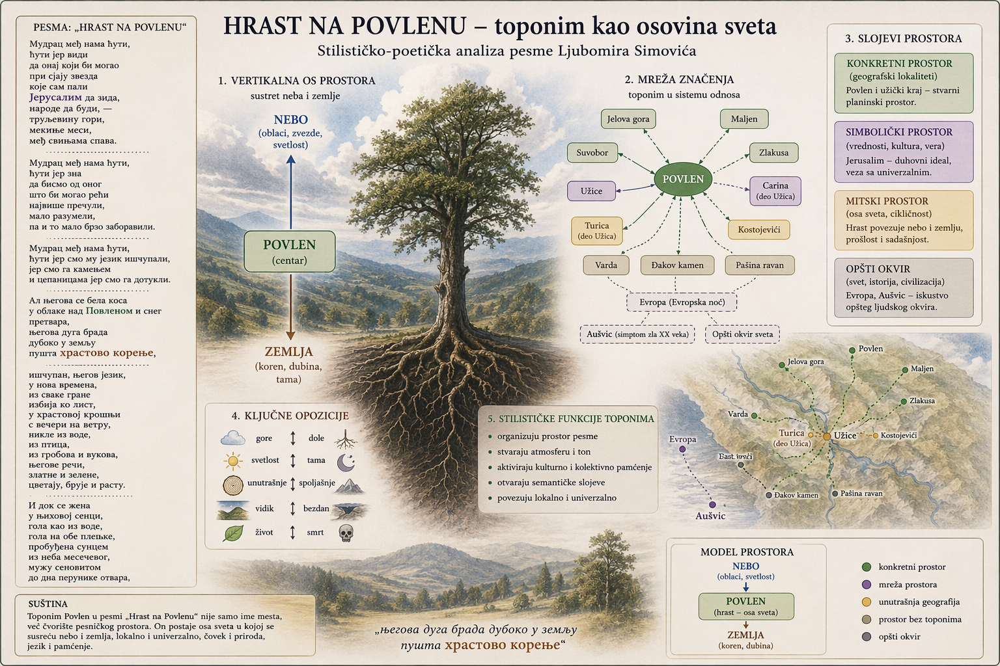 HRAST NA POVLENU – toponim kao osovina sveta
Stilističko-poetička analiza pesme Ljubomira Simovića
PESMA: „HRAST NA POVLENU“
Мудрац међ нама ћути,
ћути јер види
да онај који би могао
при сјају звезда
које сам пали
Јерусалим да зида,
народе да буди, —
труљевину гори,
мекиње меси,
међ свињама спава.
Мудрац међ нама ћути,
ћути јер зна
да бисмо од оног
што би могао рећи
највише пречули,
мало разумели,
па и то мало брзо заборавили.
Мудрац међ нама ћути,
ћути јер смо му језик ишчупали,
јер смо га камењем
и цепаницама јер смо га дотукли.
Ал његова се бела коса
у облаке над Повленом и снег
претвара,
његова дуга брада
дубоко у земљу
пушта храстово корење,
ишчупан, његов језик,
у нова времена,
из сваке гране
избија ко лист,
у храстовој крошњи
с вечери на ветру,
никле из воде,
из птица,
из гробова и вукова,
његове речи,
златне и зелене,
цветају, брује и расту.
И док се жена
у њиховој сенци,
гола као из воде,
гола на обе плећке,
пробуђена сунцем
из неба месечевог,
мужу сеновитом
до дна перунике отвара,
SUŠTINA
Toponim Povlen u pesmi „Hrast na Povlenu“ nije samo ime mesta,
već čvorište pesničkog prostora. On postaje osa sveta u kojoj se
susreću nebo i zemlja, lokalno i univerzalno, čovek i priroda,
jezik i pamćenje.
1. VERTIKALNA OS PROSTORA
sustret neba i zemlje
NEBO
(oblaci, zvezde,
svetlost)
POVLEN
(centar)
ZEMLJA
(koren, dubina,
tama)
2. MREŽA ZNAČENJA
toponim u sistemu odnosa
Jelova gora
Maljen
Suvobor
Zlakusa
POVLEN
Užice
Carina
(deo Užica)
Turica
(deo Užica)
Kostojevići
Varda
Đakov kamen
Pašina ravan
Evropa (Evropska noć)
Aušvic (simptom zla XX veka)
Opšti okvir sveta
3. SLOJEVI PROSTORA
KONKRETNI PROSTOR
(geografski lokaliteti)
Povlen i užički kraj – stvarni
planinski prostor.
SIMBOLIČKI PROSTOR
(vrednosti, kultura, vera)
Jerusalim – duhovni ideal,
veza sa univerzalnim.
MITSKI PROSTOR
(osa sveta, cikličnost)
Hrast povezuje nebo i zemlju,
prošlost i sadašnjost.
OPŠTI OKVIR
(svet, istorija, civilizacija)
Evropa, Aušvic – iskustvo
opšteg ljudskog okvira.
4. KLJUČNE OPOZICIJE
gore dole
svetlost tama
unutrašnje spoljašnje
vidik bezdan
život smrt
5. STILISTIČKE FUNKCIJE TOPONIMA
• organizuju prostor pesme
• stvaraju atmosferu i ton
• aktiviraju kulturno i kolektivno pamćenje
• otvaraju semantičke slojeve
• povezuju lokalno i univerzalno
Povlen
Jelova gora
Maljen
Zlakusa
Varda
Turica
(deo Užica)
Užice
Kostojevići
Evropa
Đakov kamen
Pašina ravan
Aušvic
„његова дуга брада дубоко у земљу
пушта храстово корење“
MODEL PROSTORA
NEBO
(oblaci, svetlost)
POVLEN
(hrast – osa sveta)
ZEMLJA
(koren, dubina)
konkretni prostor
mreža prostora
unutrašnja geografija
prostor bez toponima
opšti okvir